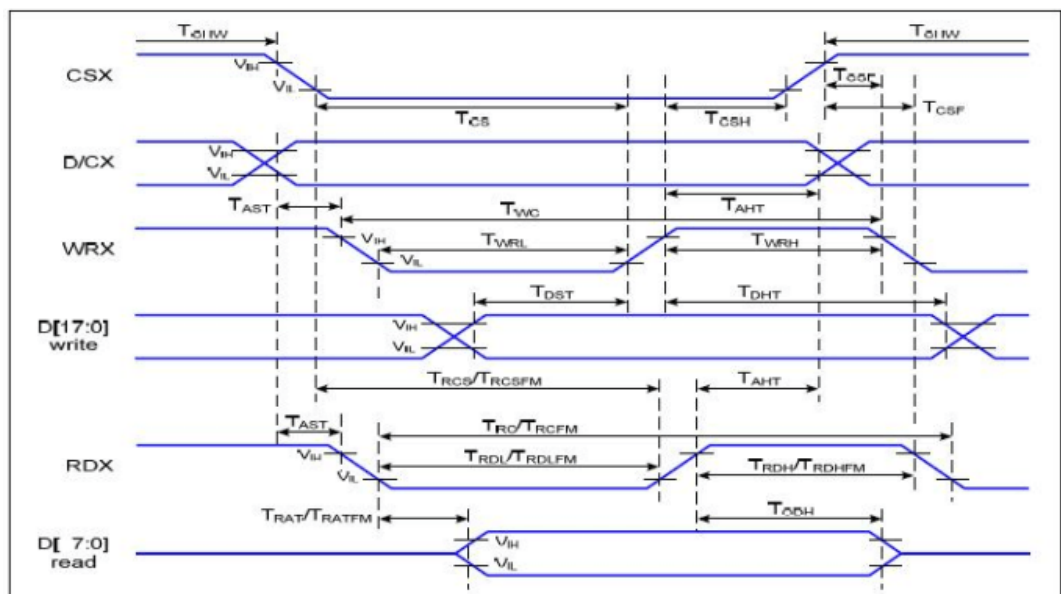 TCHW TCHW
CSX VIH TCSF
VIL TCS TCSH TCSF
D/CX VIH
VIL
TAST TWC TAHT
WRX VIH TWRL TWRH
VIL
TDST TDHT
D[17:0] VIH
write VIL
TRCS/TRCSFM TAHT
TAST TRC/TRCFM
RDX VIH TRDL/TRDLFM TRDH/TRDHFM
VIL
TRAT/TRATFM TODH
D[ 7:0] VIH
read VIL